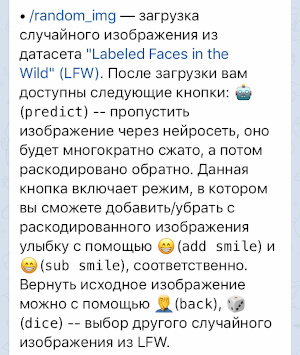 • /random_img — загрузка
случайного изображения из
датасета "Labeled Faces in the
Wild" (LFW). После загрузки вам
доступны следующие кнопки: 🤖
(predict) -- пропустить
изображение через нейросеть, оно
будет многократно сжато, а потом
раскодировано обратно. Данная
кнопка включает режим, в котором
вы сможете добавить/убрать с
раскодированного изображения
улыбку с помощью 😁(add smile) и
😁(sub smile), соответственно.
Вернуть исходное изображение
можно с помощью 🤦‍♂️(back), 🎲
(dice) -- выбор другого случайного
изображения из LFW.